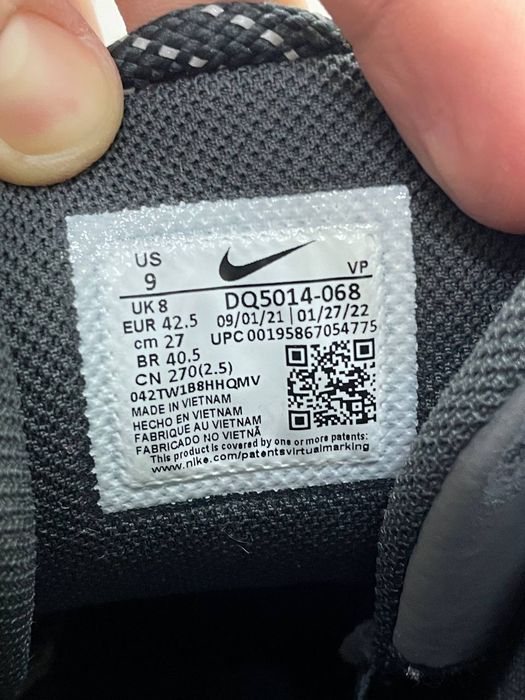 US
9
VP
UK 8
DQ5014-068
EUR 42.5
09/01/21 | 01/27/22
cm 27
UPC 00195867054775
BR 40.5
CN 270(2.5)
042TW1B8HHQMV
MADE IN VIETNAM
HECHO EN VIETNAM
FABRIQUE AU VIETNAM
FABRICADO NO VIETNÃ
This product is covered by one or more patents:
www.nike.com/patentsvirtualmarking